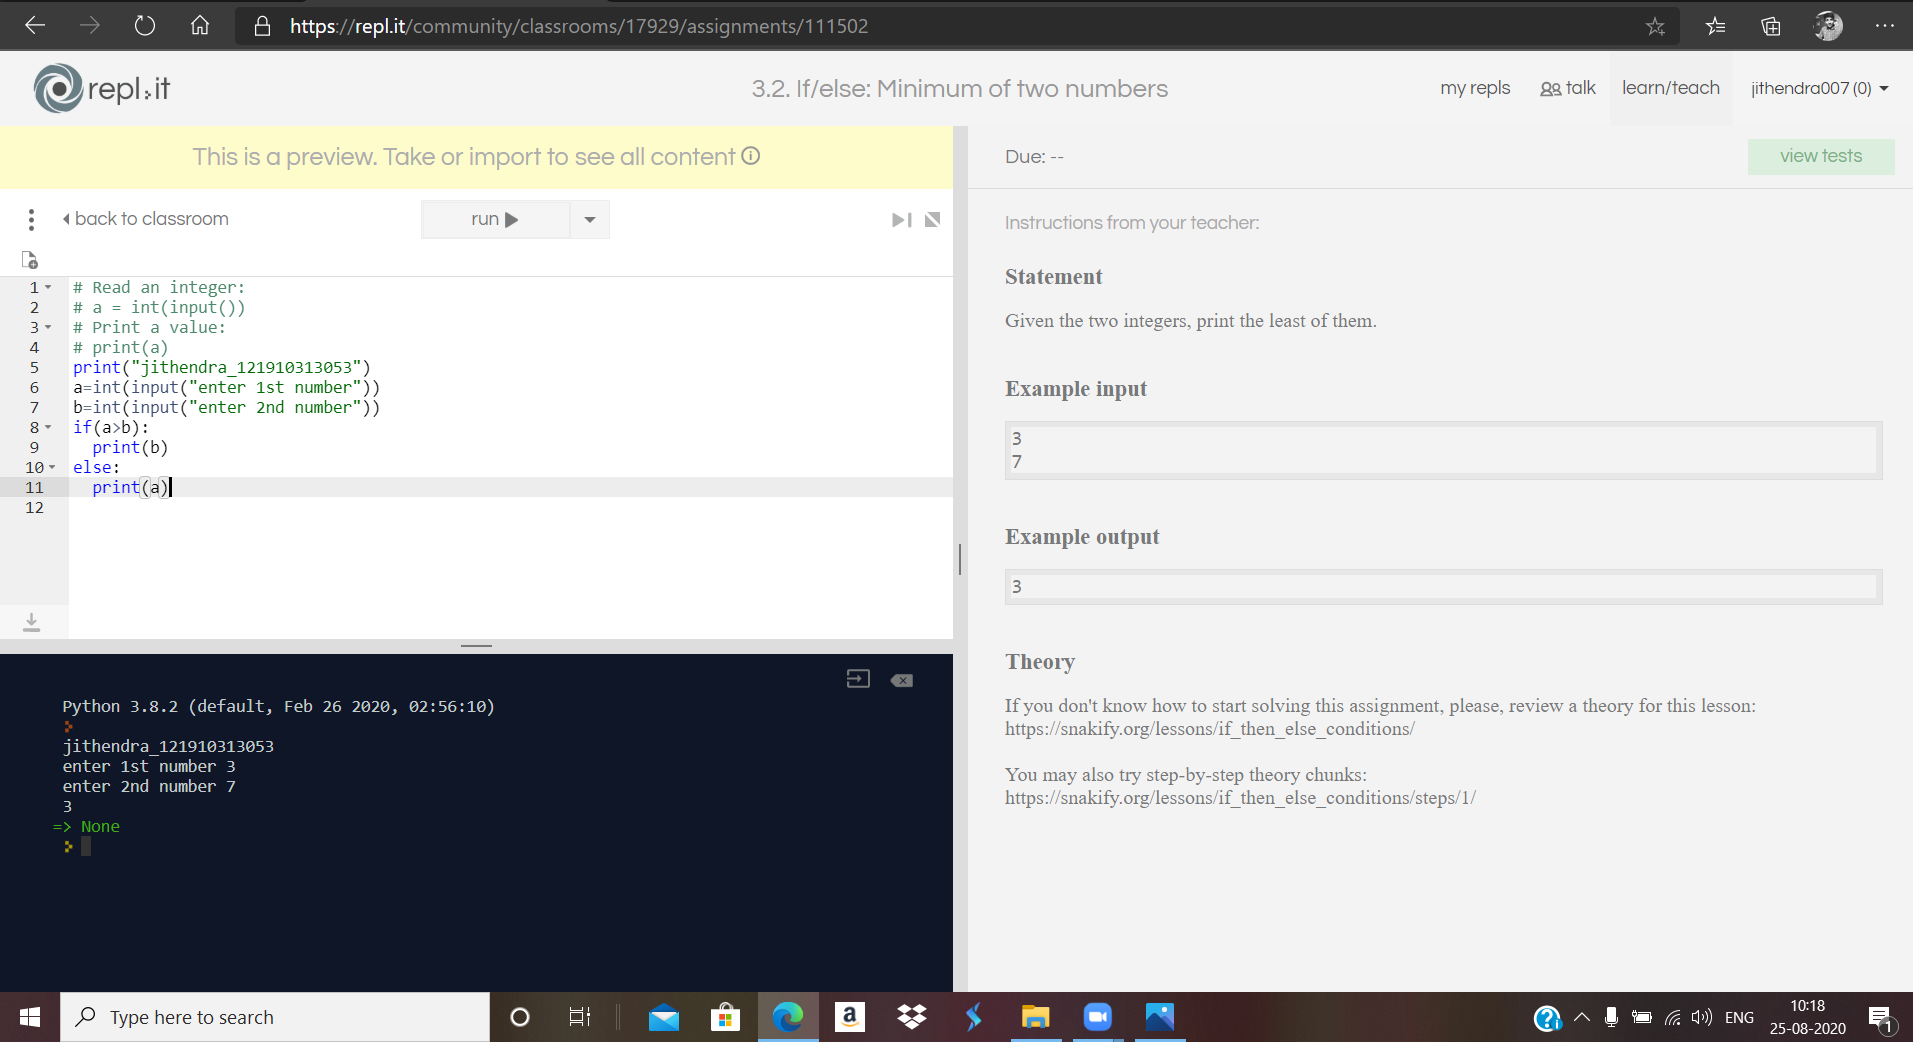 https://repl.it/community/classrooms/17929/assignments/111502
repl.it
3.2. If/else: Minimum of two numbers
my repls
talk
learn/teach
jithendra007 (0)
This is a preview. Take or import to see all content
Due: --
view tests
back to classroom
run
Instructions from your teacher:
1 # Read an integer:
2 # a = int(input())
3 # Print a value:
4 # print(a)
5 print("jithendra_121910313053")
6 a=int(input("enter 1st number"))
7 b=int(input("enter 2nd number"))
8 if(a>b):
9   print(b)
10 else:
11   print(a)
12
Statement
Given the two integers, print the least of them.
Example input
3
7
Example output
3
Theory
If you don't know how to start solving this assignment, please, review a theory for this lesson:
https://snakify.org/lessons/if_then_else_conditions/
You may also try step-by-step theory chunks:
https://snakify.org/lessons/if_then_else_conditions/steps/1/
Python 3.8.2 (default, Feb 26 2020, 02:56:10)
jithendra_121910313053
enter 1st number 3
enter 2nd number 7
3
=> None
Type here to search
a
ENG
10:18
25-08-2020
1